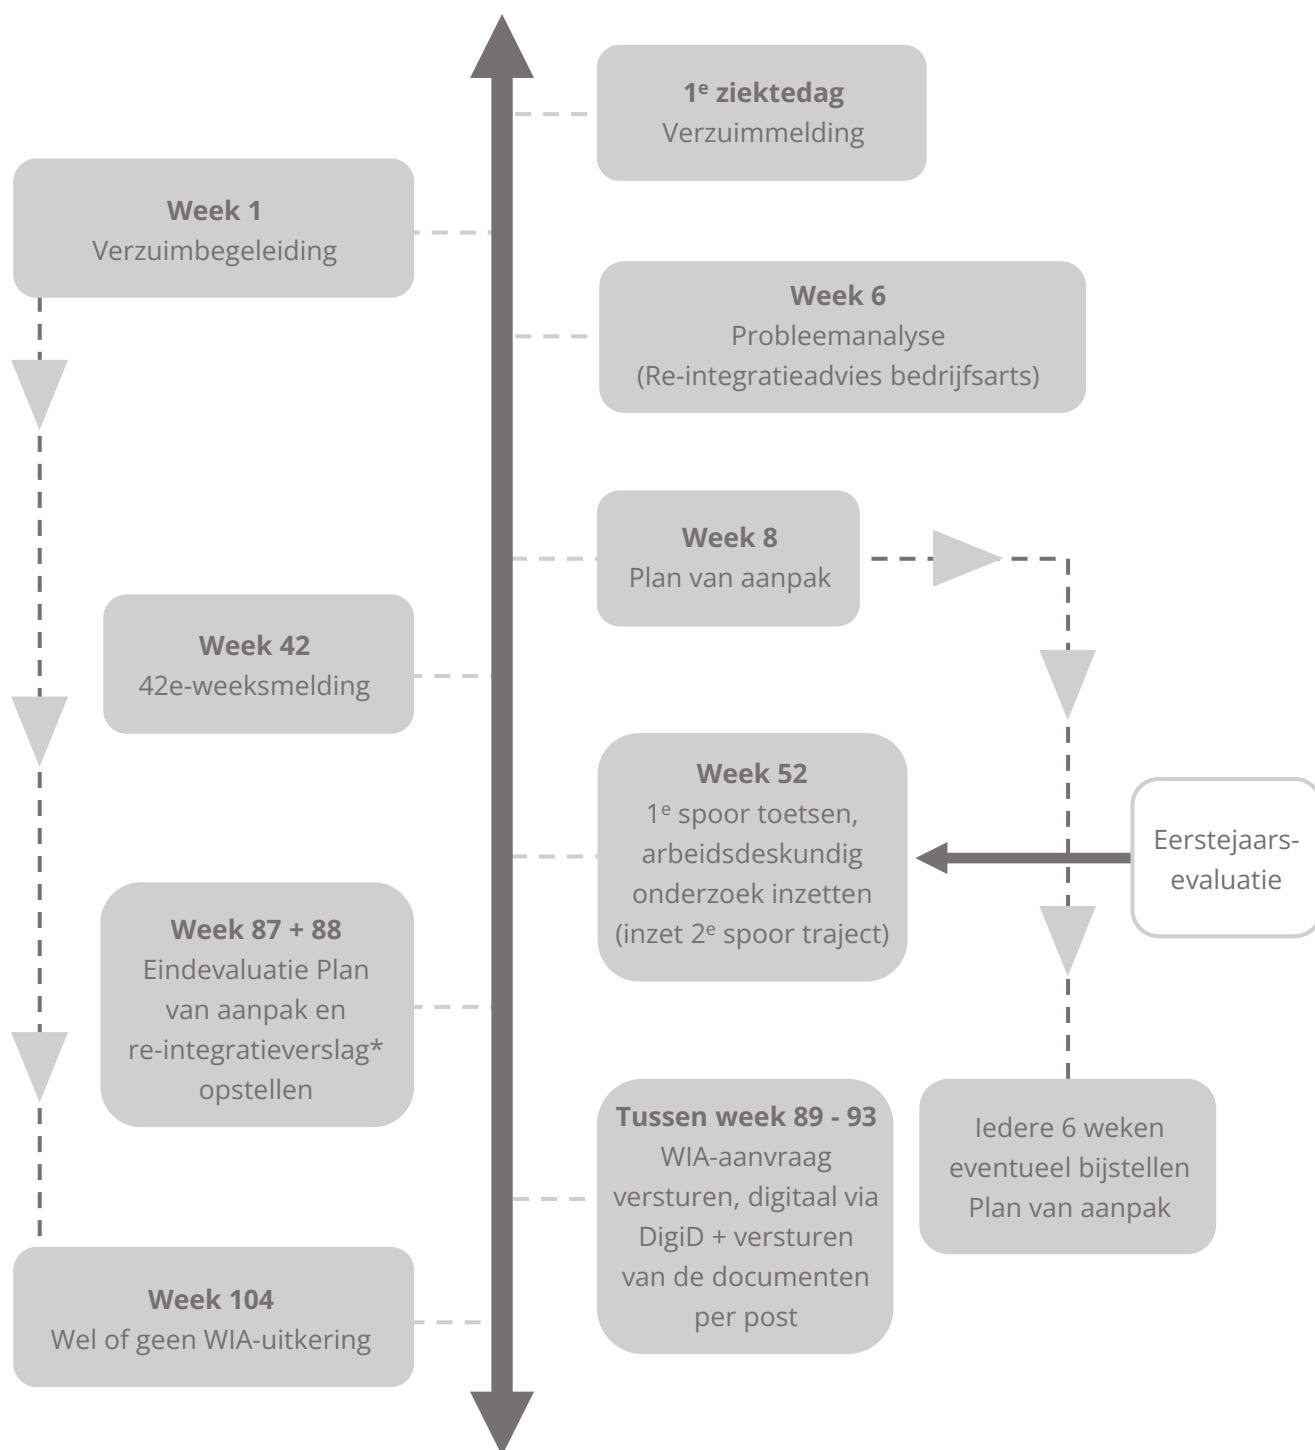 1e ziektedag
Verzuimmelding
Week 1
Verzuimbegeleiding
Week 6
Probleemanalyse
(Re-integratieadvies bedrijfsarts)
Week 8
Plan van aanpak
Week 42
42e-weeksmelding
Week 52
1e spoor toetsen,
arbeidsdeskundig
onderzoek inzetten
(inzet 2e spoor traject)
Eerstejaars-
evaluatie
Week 87 + 88
Eindevaluatie Plan
van aanpak en
re-integratieverslag*
opstellen
Tussen week 89 - 93
WIA-aanvraag
versturen, digitaal via
DigiD + versturen
van de documenten
per post
Iedere 6 weken
eventueel bijstellen
Plan van aanpak
Week 104
Wel of geen WIA-uitkering